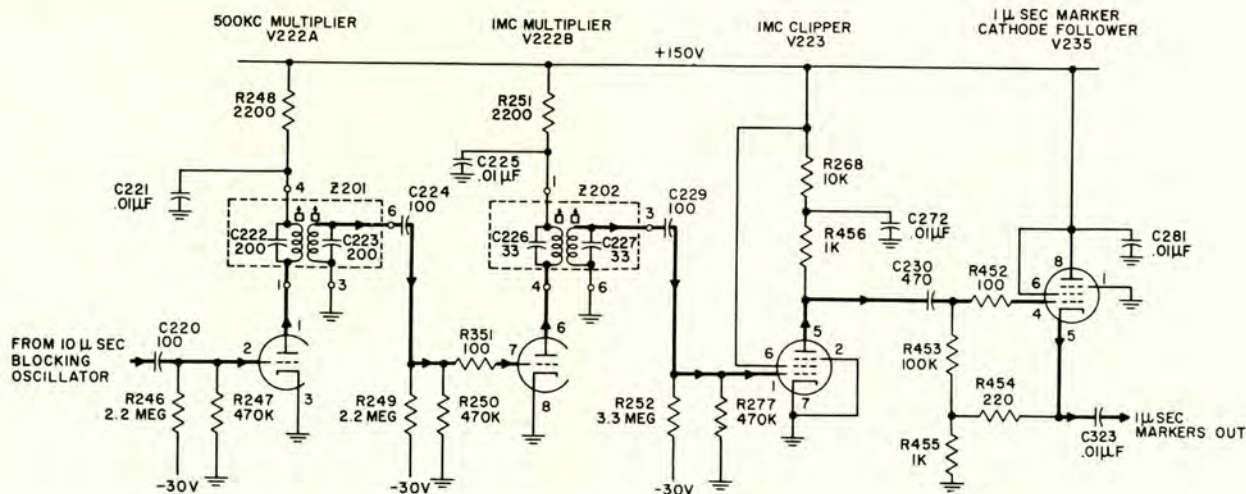 500KC MULTIPLIER
V222A
1MC MULTIPLIER
V222B
1MC CLIPPER
V223
1 μ SEC MARKER
CATHODE FOLLOWER
V235
+150V
R248
2200
R251
2200
R268
10K
C221
.01μF
4
Z201
C224
100
6
C222
200
C223
200
1
3
C225
.01μF
1
Z202
C229
100
3
C226
33
C227
33
4
6
C272
.01μF
R456
1K
C230
470
R452
100
C281
.01μF
8
6
4
1
5
FROM 10 μ SEC
BLOCKING
OSCILLATOR
C220
100
2
1
3
R246
2.2 MEG
R247
470K
-30V
R351
100
7
6
8
R249
2.2 MEG
R250
470K
-30V
R252
3.3 MEG
R277
470K
-30V
5
6
1
2
7
R453
100K
R454
220
R455
1K
C323
.01μF
1μ SEC
MARKERS OUT